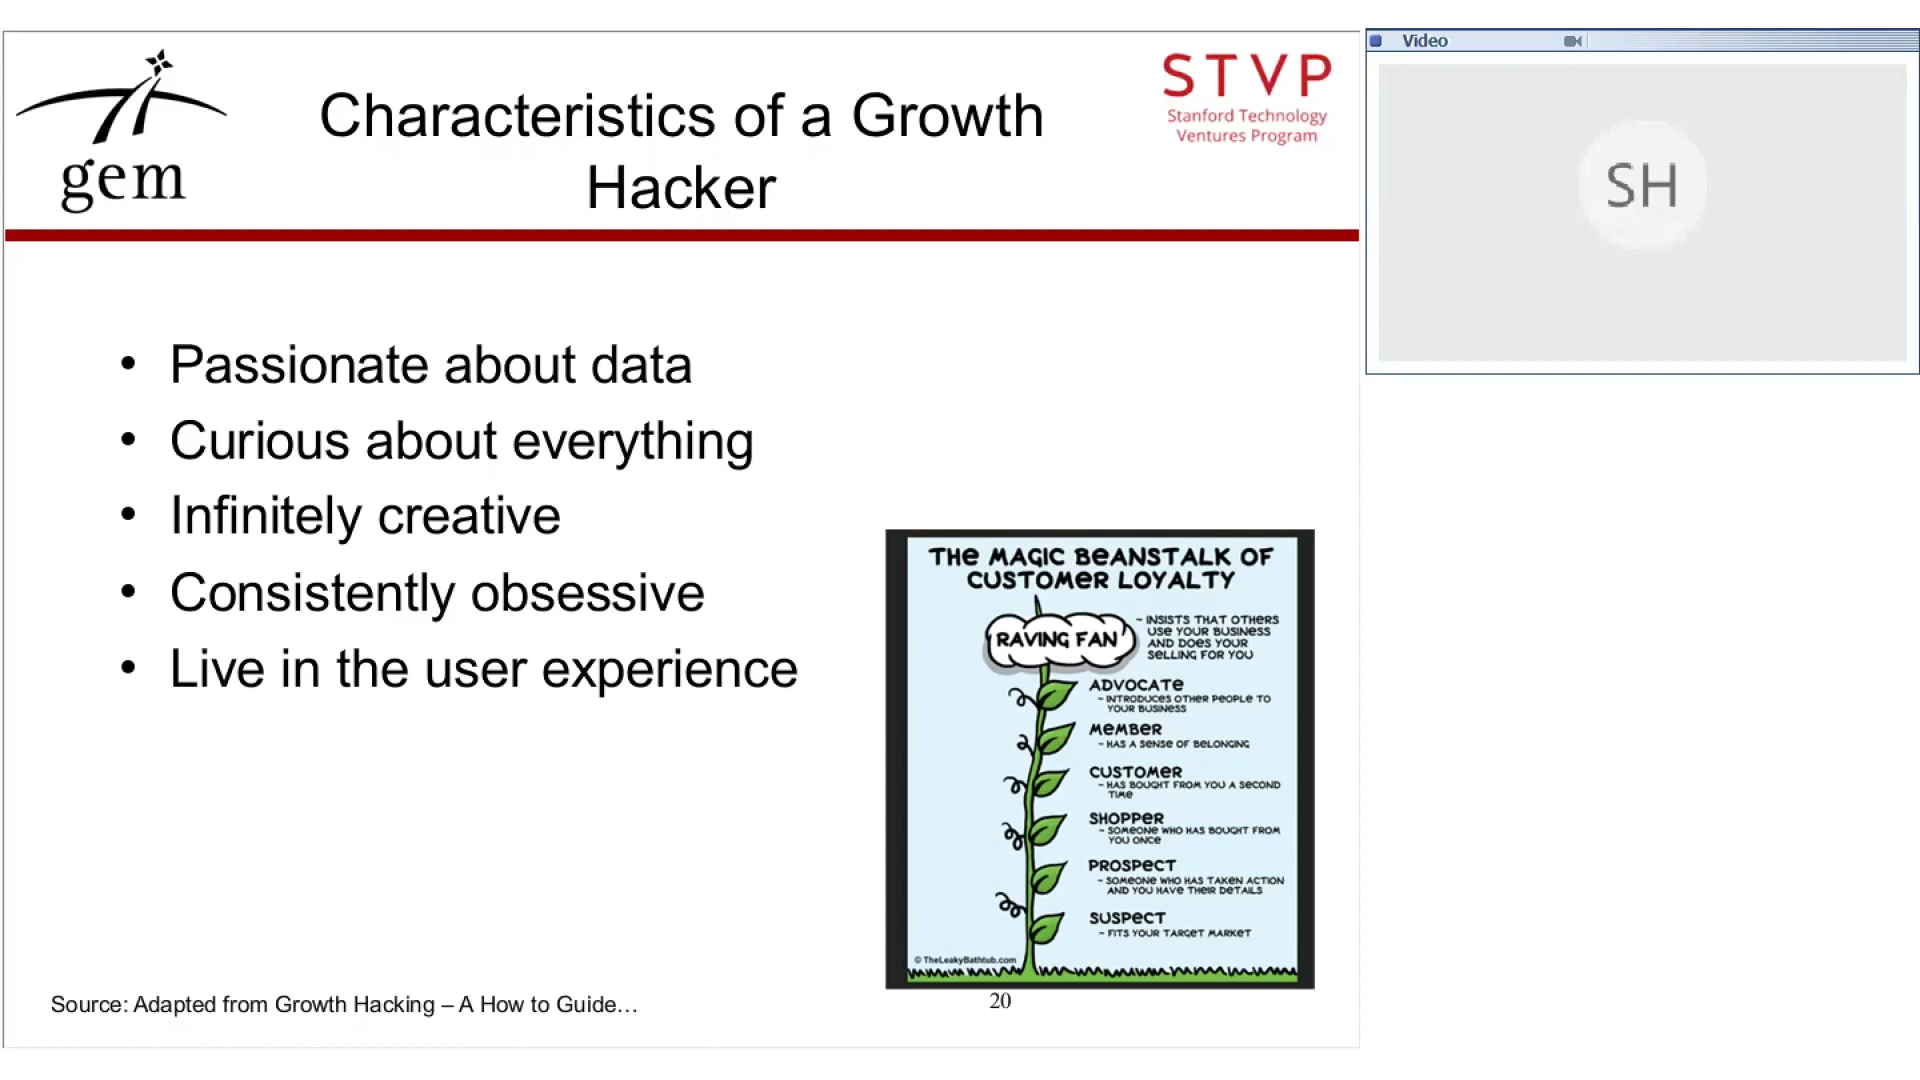 gem
Characteristics of a Growth
Hacker
STVP
Stanford Technology
Ventures Program
• Passionate about data
• Curious about everything
• Infinitely creative
• Consistently obsessive
• Live in the user experience
THE MAGIC BEANSTALK OF
CUSTOMER LOYALTY
RAVING FAN
- INSISTS THAT OTHERS
USE YOUR BUSINESS
AND DOES YOUR
SELLING FOR YOU
ADVOCATE
- INTRODUCES OTHER PEOPLE TO
YOUR BUSINESS
MEMBER
- HAS A SENSE OF BELONGING
CUSTOMER
- HAS BOUGHT FROM YOU A SECOND
TIME
SHOPPER
- SOMEONE WHO HAS BOUGHT FROM
YOU ONCE
PROSPECT
- SOMEONE WHO HAS TAKEN ACTION
AND YOU HAVE THEIR DETAILS
SUSPECT
- FITS YOUR TARGET MARKET
© TheLeakyBathtub.com
Source: Adapted from Growth Hacking – A How to Guide…
20
Video
SH